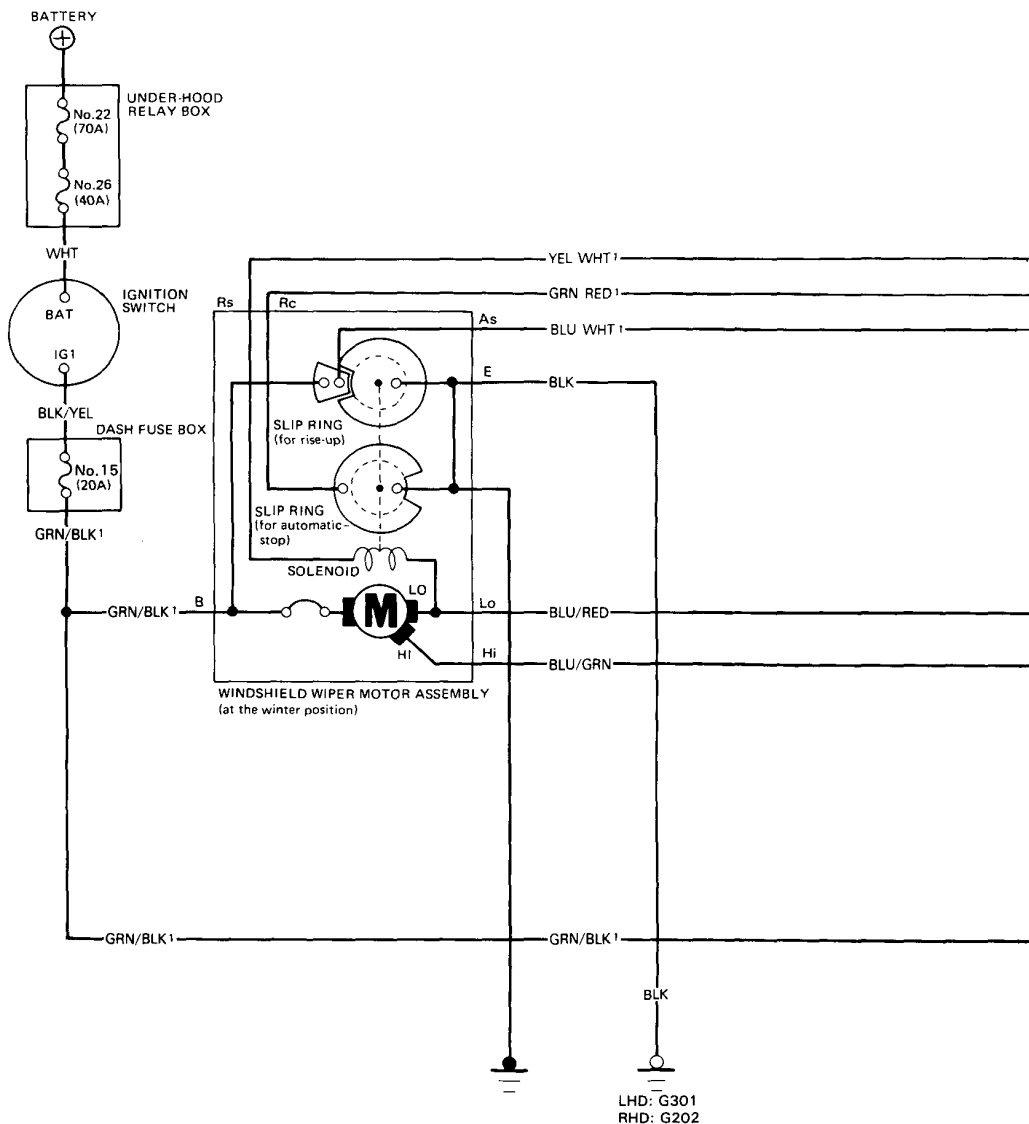 BATTERY
UNDER-HOOD
RELAY BOX
No.22
(70A)
No.26
(40A)
WHT
IGNITION
SWITCH
BAT
IG1
BLK/YEL
DASH FUSE BOX
No.15
(20A)
GRN/BLK1
GRN/BLK1
GRN/BLK1
YEL WHT1
GRN RED1
BLU WHT1
Rs
Rc
As
E
BLK
SLIP RING
(for rise-up)
SLIP RING
(for automatic-
stop)
SOLENOID
B
LO
M
HI
Lo
BLU/RED
Hi
BLU/GRN
WINDSHIELD WIPER MOTOR ASSEMBLY
(at the winter position)
GRN/BLK1
BLK
LHD: G301
RHD: G202